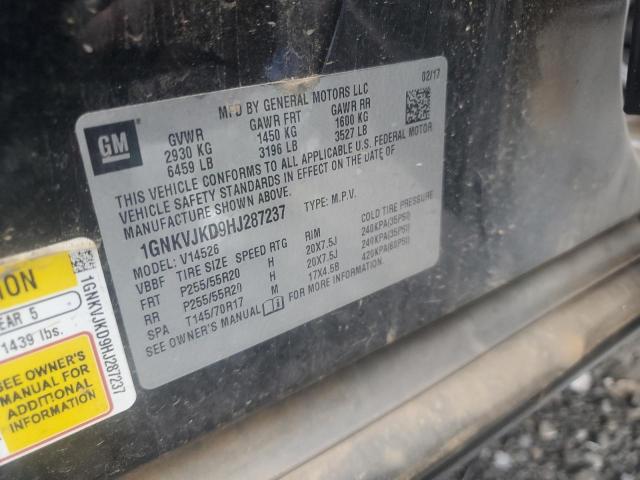 MFD BY GENERAL MOTORS LLC
02/17
GM
GVWR GAWR FRT GAWR RR
2930 KG 1450 KG 1600 KG
6459 LB 3196 LB 3527 LB
THIS VEHICLE CONFORMS TO ALL APPLICABLE U.S. FEDERAL MOTOR
VEHICLE SAFETY STANDARDS IN EFFECT ON THE DATE OF
MANUFACTURE SHOWN ABOVE.
1GNKVJKD9HJ287237 TYPE: M.P.V.
MODEL: V14526
VBBF TIRE SIZE SPEED RTG RIM COLD TIRE PRESSURE
FRT P255/55R20 H 20X7.5J 240KPA(35PSI)
RR P255/55R20 H 20X7.5J 240KPA(35PSI)
SPA T145/70R17 M 17X4.5B 420KPA(60PSI)
SEE OWNER'S MANUAL FOR MORE INFORMATION.
EAR 5
1439 lbs.
SEE OWNER'S
MANUAL FOR
ADDITIONAL
INFORMATION
1GNKVJKD9HJ287237